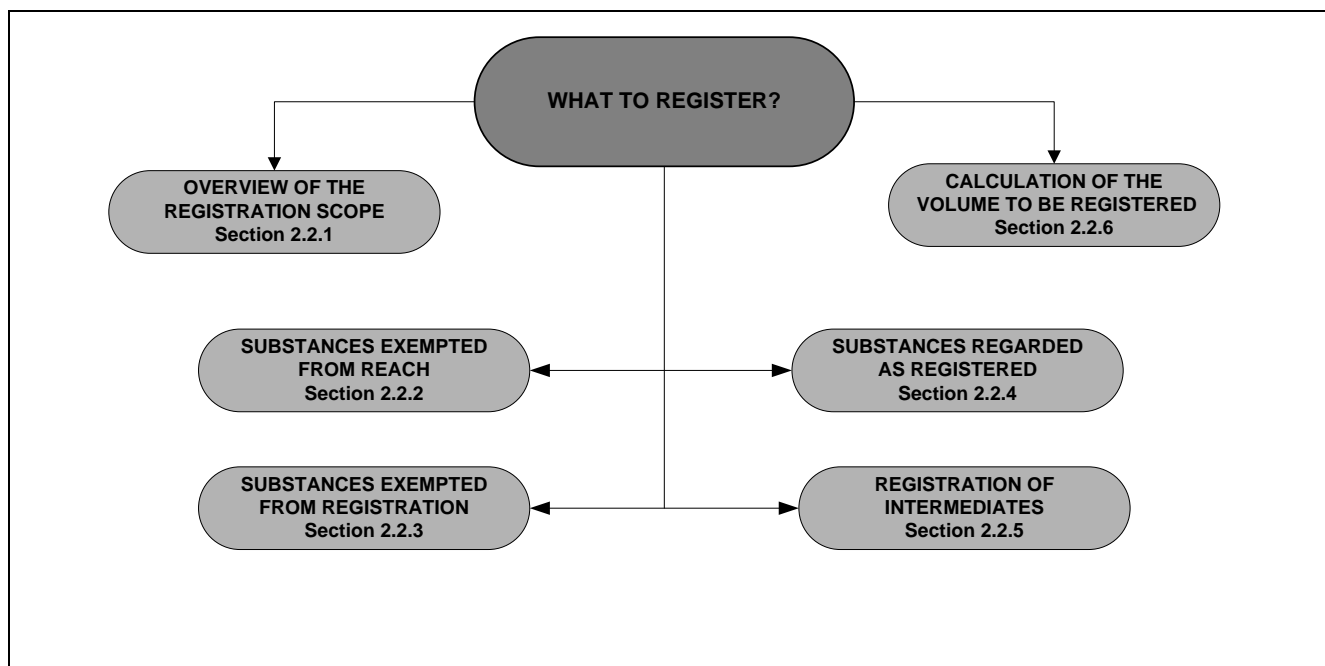 WHAT TO REGISTER?
OVERVIEW OF THE
REGISTRATION SCOPE
Section 2.2.1
CALCULATION OF THE
VOLUME TO BE REGISTERED
Section 2.2.6
SUBSTANCES EXEMPTED
FROM REACH
Section 2.2.2
SUBSTANCES REGARDED
AS REGISTERED
Section 2.2.4
SUBSTANCES EXEMPTED
FROM REGISTRATION
Section 2.2.3
REGISTRATION OF
INTERMEDIATES
Section 2.2.5